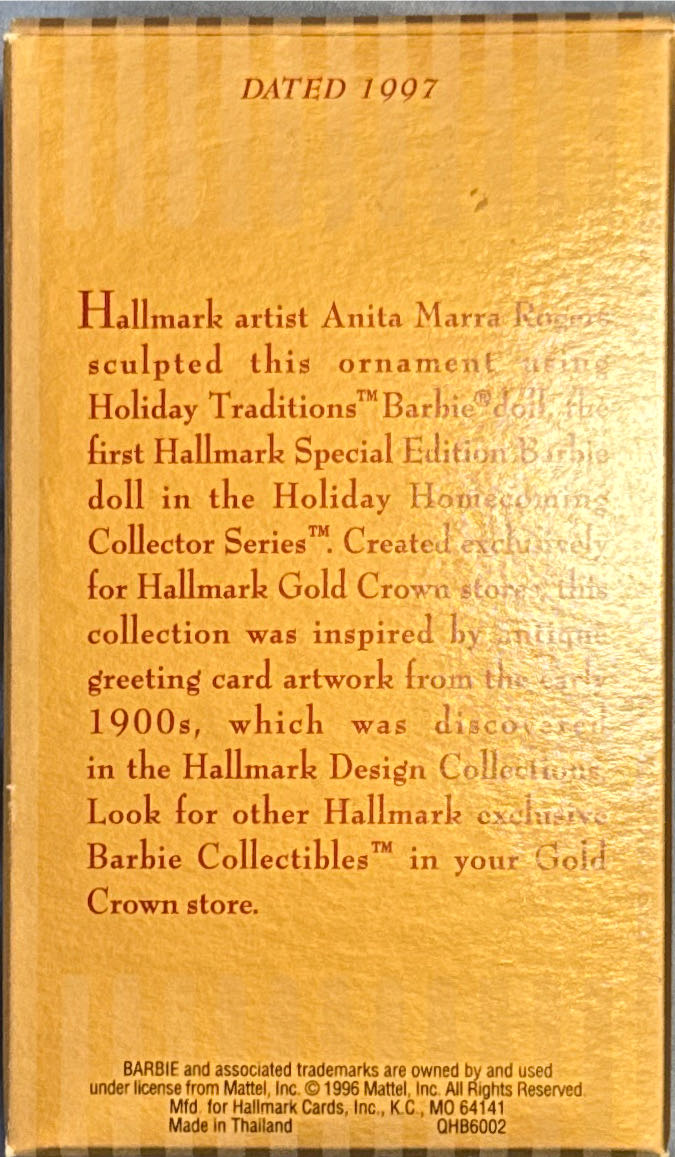 DATED 1997
Hallmark artist Anita Marra Rogers
sculpted this ornament using
Holiday Traditions™ Barbie® doll, the
first Hallmark Special Edition Barbie
doll in the Holiday Homecoming
Collector Series™. Created exclusively
for Hallmark Gold Crown stores, this
collection was inspired by antique
greeting card artwork from the early
1900s, which was discovered
in the Hallmark Design Collections.
Look for other Hallmark exclusive
Barbie Collectibles™ in your Gold
Crown store.
BARBIE and associated trademarks are owned by and used
under license from Mattel, Inc. © 1996 Mattel, Inc. All Rights Reserved.
Mfd. for Hallmark Cards, Inc., K.C., MO 64141
Made in Thailand QHB6002